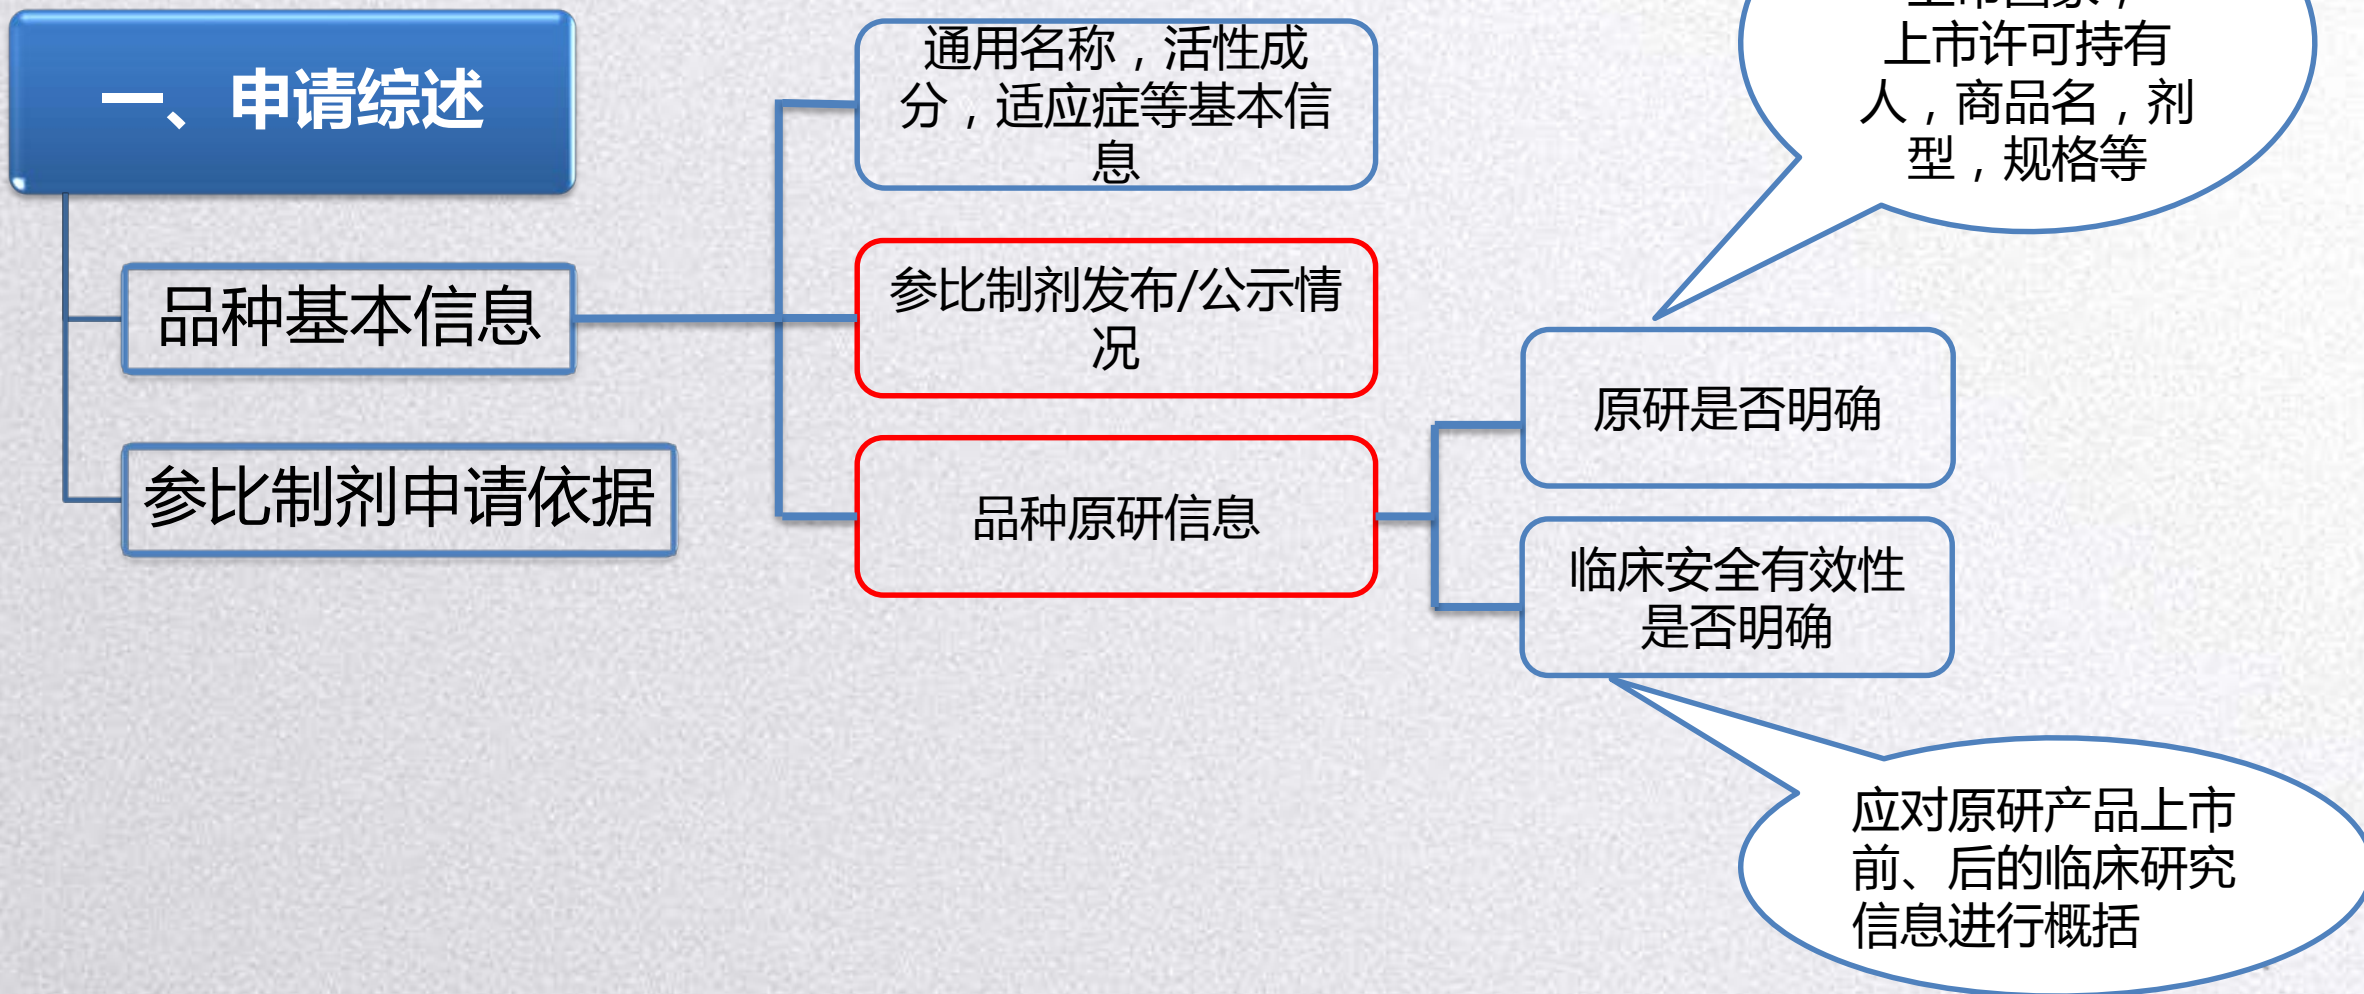 一、申请综述
品种基本信息
参比制剂申请依据
通用名称，活性成
分，适应症等基本信
息
参比制剂发布/公示情
况
品种原研信息
上市国家，
上市许可持有
人，商品名，剂
型，规格等
原研是否明确
临床安全有效性
是否明确
应对原研产品上市
前、后的临床研究
信息进行概括